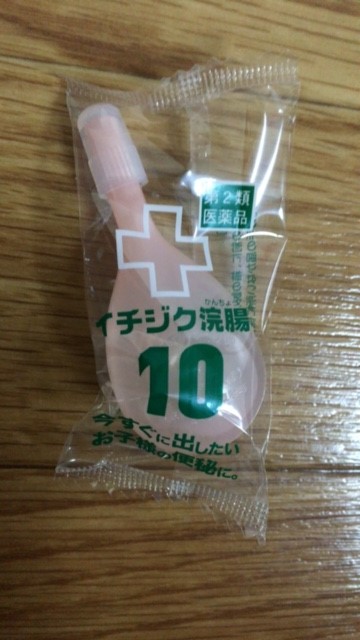 第2類
医薬品
かんちょう
イチジク浣腸
10
今すぐに出したい
お子様の便秘に。